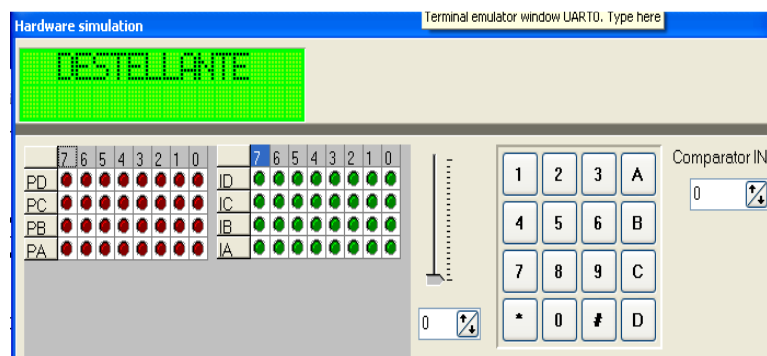 Hardware simulation
Terminal emulator window UART0. Type here
DESTELLANTE
7 6 5 4 3 2 1 0
PD
PC
PB
PA
7 6 5 4 3 2 1 0
ID
IC
IB
IA
0
1 2 3 A
4 5 6 B
7 8 9 C
* 0 # D
Comparator IN
0